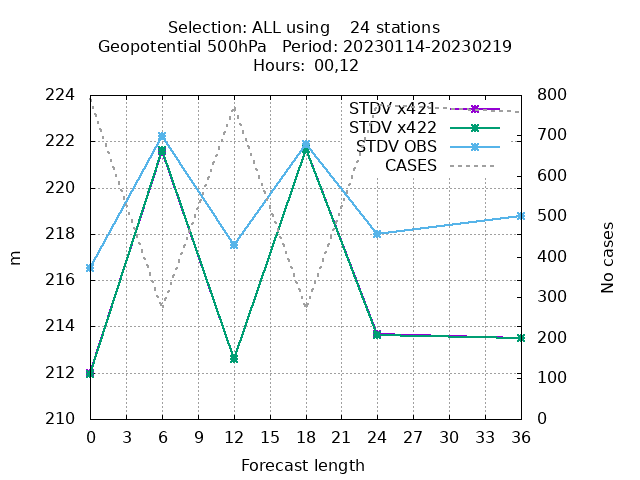 Selection: ALL using    24 stations
Geopotential 500hPa   Period: 20230114-20230219
Hours:  00,12
224
222
220
218
216
214
212
210
800
700
600
500
400
300
200
100
0
STDV x421
STDV x422
STDV OBS
CASES
m
No cases
0 3 6 9 12 15 18 21 24 27 30 33 36
Forecast length